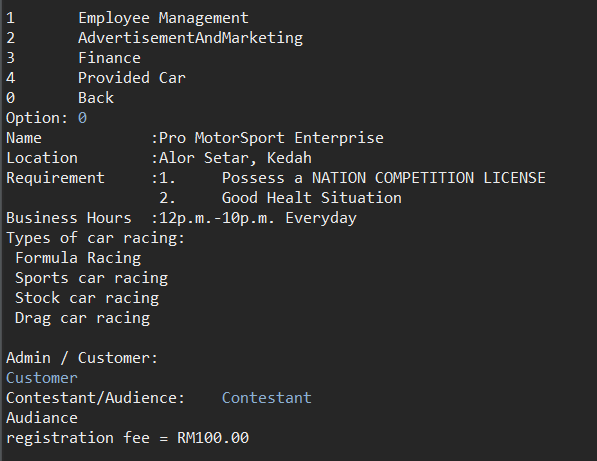 1 Employee Management
2 AdvertisementAndMarketing
3 Finance
4 Provided Car
0 Back
Option: 0
Name :Pro MotorSport Enterprise
Location :Alor Setar, Kedah
Requirement :1. Possess a NATION COMPETITION LICENSE
2. Good Healt Situation
Business Hours :12p.m.-10p.m. Everyday
Types of car racing:
Formula Racing
Sports car racing
Stock car racing
Drag car racing
Admin / Customer:
Customer
Contestant/Audience: Contestant
Audiance
registration fee = RM100.00